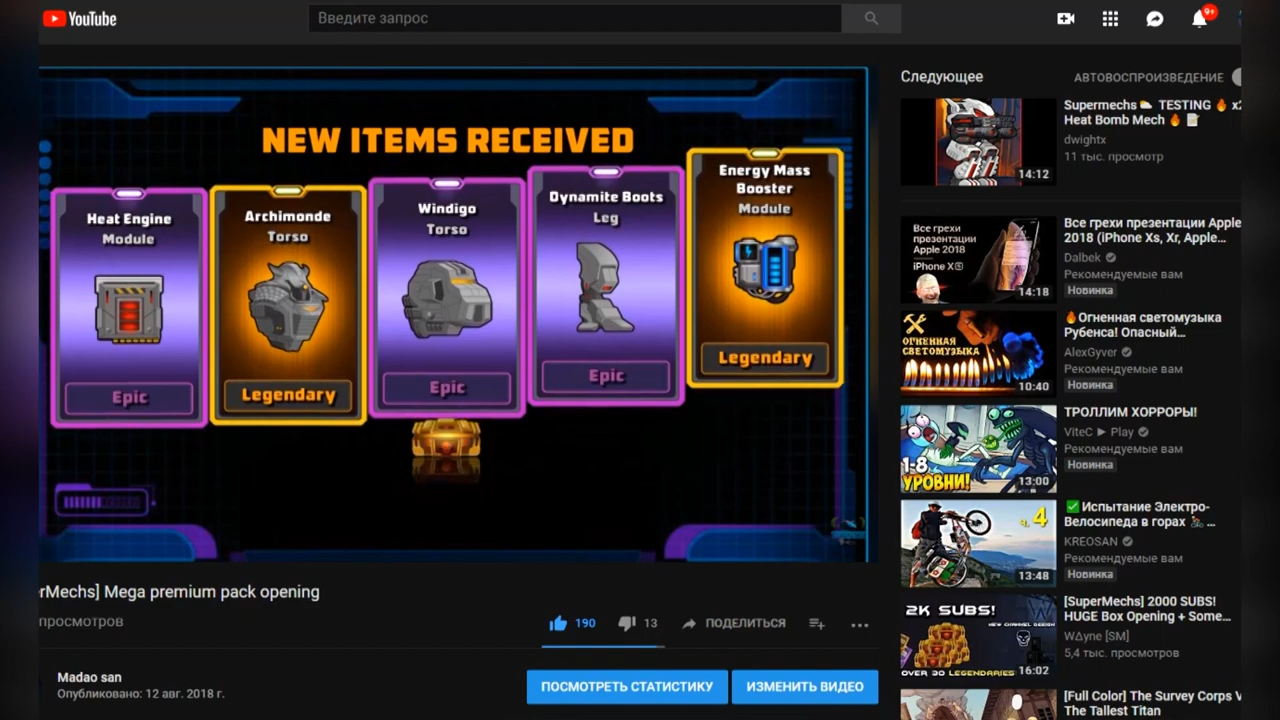 YouTube
Введите запрос
9+
NEW ITEMS RECEIVED
Heat Engine
Module
Epic
Archimonde
Torso
Legendary
Windigo
Torso
Epic
Dynamite Boots
Leg
Epic
Energy Mass
Booster
Module
Legendary
erMechs] Mega premium pack opening
просмотров
190
13
ПОДЕЛИТЬСЯ
Madao san
Опубликовано: 12 авг. 2018 г.
ПОСМОТРЕТЬ СТАТИСТИКУ
ИЗМЕНИТЬ ВИДЕО
Следующее
АВТОВОСПРОИЗВЕДЕНИЕ
14:12
Supermechs ⛅ TESTING 🔥 x2
Heat Bomb Mech 🔥 📝
dwightx
11 тыс. просмотр
Все грехи
презентации
Apple 2018
iPhone XS
14:18
Все грехи презентации Apple
2018 (iPhone Xs, Xr, Apple…
Dalbek
Рекомендуемые вам
Новинка
ОГНЕННАЯ
СВЕТОМУЗЫКА
10:40
🔥Огненная светомузыка
Рубенса! Опасный…
AlexGyver
Рекомендуемые вам
Новинка
1-8
УРОВНИ!
13:00
ТРОЛЛИМ ХОРРОРЫ!
ViteC ► Play
Рекомендуемые вам
Новинка
ч. 4
13:48
✅Испытание Электро-
Велосипеда в горах 🚵 …
KREOSAN
Рекомендуемые вам
Новинка
2K SUBS!
NEW CHANNEL DESIGN
OVER 30 LEGENDARIES
16:02
[SuperMechs] 2000 SUBS!
HUGE Box Opening + Some…
WΔyne [SM]
5,4 тыс. просмотров
[Full Color] The Survey Corps V
The Tallest Titan